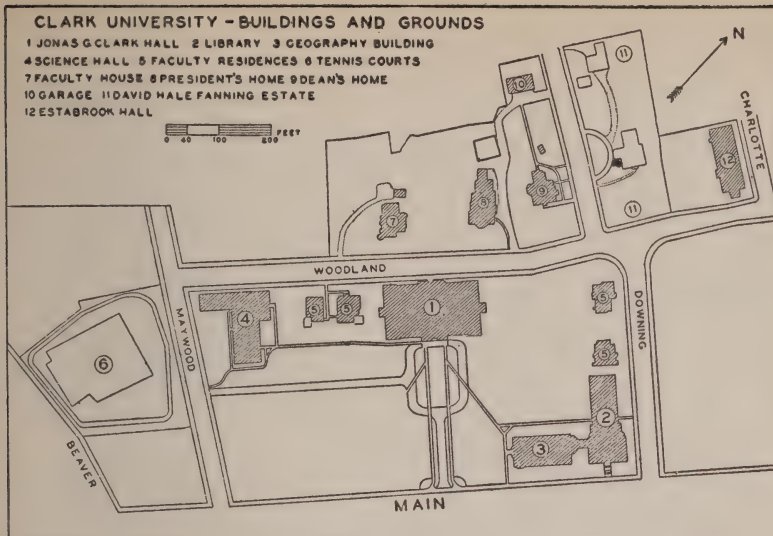 CLARK UNIVERSITY - BUILDINGS AND GROUNDS
1 JONAS G CLARK HALL 2 LIBRARY 3 GEOGRAPHY BUILDING
4 SCIENCE HALL 5 FACULTY RESIDENCES 6 TENNIS COURTS
7 FACULTY HOUSE 8 PRESIDENT'S HOME 9 DEAN'S HOME
10 GARAGE 11 DAVID HALE FANNING ESTATE
12 ESTABROOK HALL
0 40 100 200 FEET
N
11
10
CHARLOTTE
12
9
8
11
7
WOODLAND
5
1
5 5
4
MAYWOOD
DOWNING
5
6
2
3
BEAVER
MAIN